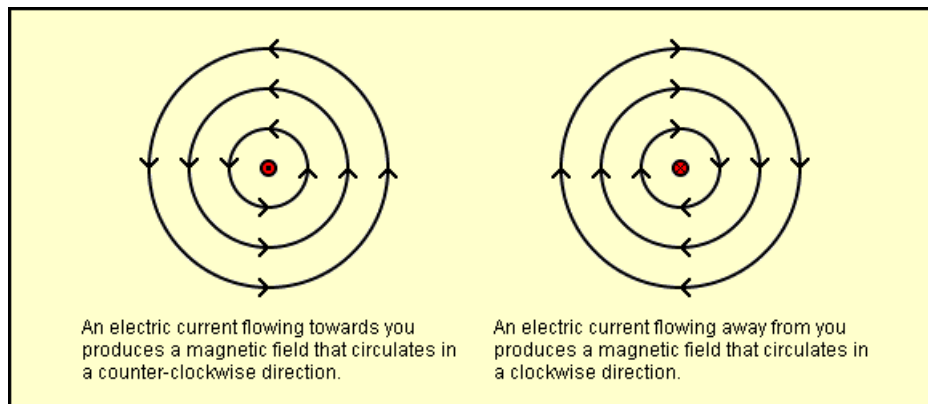 An electric current flowing towards you
produces a magnetic field that circulates in
a counter-clockwise direction.
An electric current flowing away from you
produces a magnetic field that circulates in
a clockwise direction.